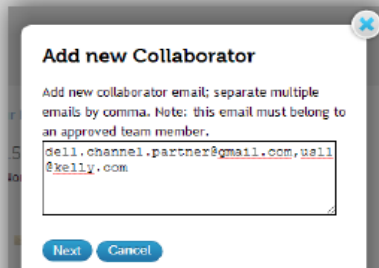 Add new Collaborator
Add new collaborator email; separate multiple
emails by comma. Note: this email must belong to
an approved team member.
dell.channel.partner@gmail.com,uall
@kelly.com
Next Cancel